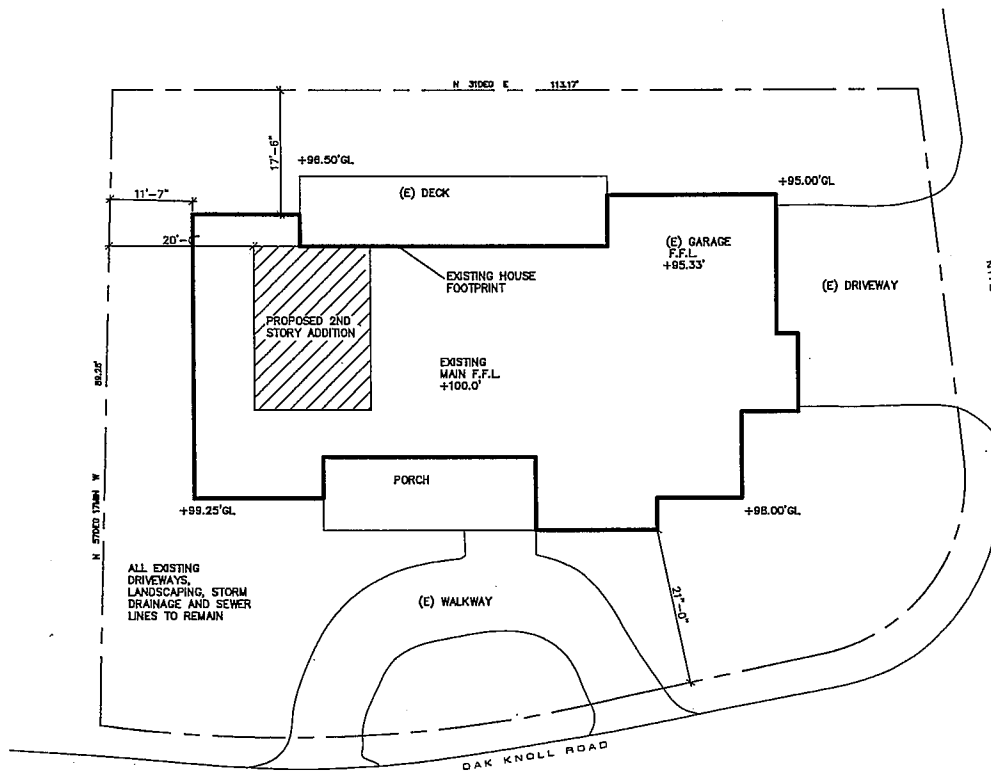 N 31DEG E 113.17'
17'-6"
+96.50'GL
+95.00'GL
11'-7"
(E) DECK
20'-0"
(E) GARAGE
F.F.L.
+95.33'
EXISTING HOUSE
FOOTPRINT
(E) DRIVEWAY
PROPOSED 2ND
STORY ADDITION
EXISTING
MAIN F.F.L.
+100.0'
N 57DEG 17MIN W 89.25'
PORCH
+99.25'GL
+98.00'GL
ALL EXISTING
DRIVEWAYS,
LANDSCAPING, STORM
DRAINAGE AND SEWER
LINES TO REMAIN
(E) WALKWAY
21'-0"
OAK KNOLL ROAD